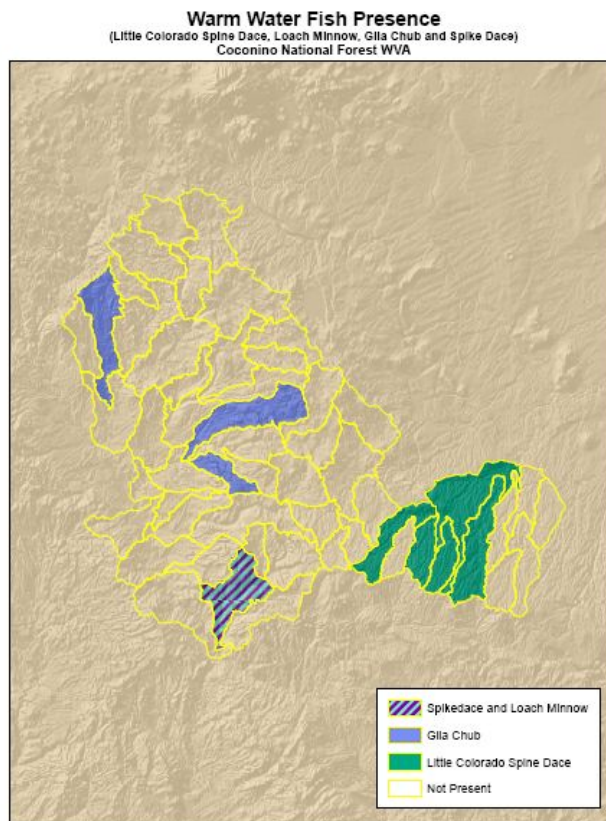 Warm Water Fish Presence
(Little Colorado Spine Dace, Loach Minnow, Gila Chub and Spike Dace)
Coconino National Forest WVA
Spikedace and Loach Minnow
Gila Chub
Little Colorado Spine Dace
Not Present